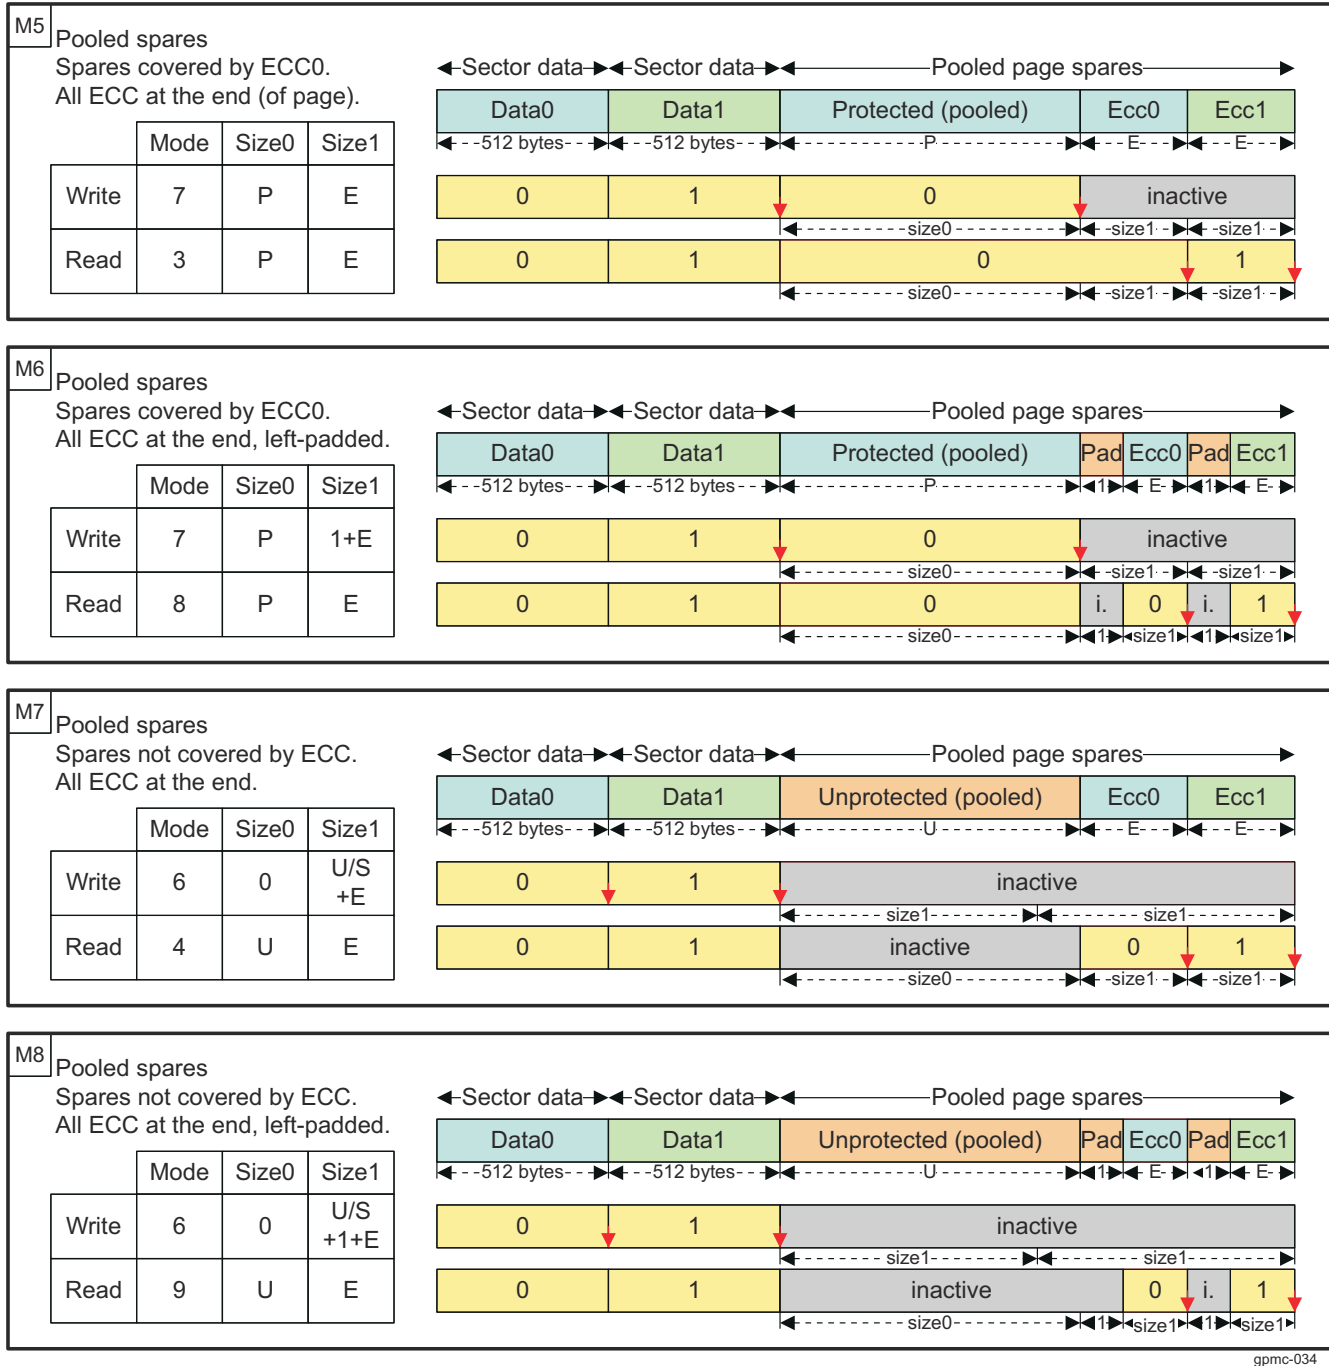 M5
Pooled spares
Spares covered by ECC0.
All ECC at the end (of page).
Mode Size0 Size1
Write 7 P E
Read 3 P E
Sector data Sector data Pooled page spares
Data0 Data1 Protected (pooled) Ecc0 Ecc1
512 bytes 512 bytes P E E
0 1 0 inactive
size0 size1 size1
0 1 0 1
size0 size1 size1
M6
Pooled spares
Spares covered by ECC0.
All ECC at the end, left-padded.
Mode Size0 Size1
Write 7 P 1+E
Read 8 P E
Sector data Sector data Pooled page spares
Data0 Data1 Protected (pooled) Pad Ecc0 Pad Ecc1
512 bytes 512 bytes P 1 E 1 E
0 1 0 inactive
size0 size1 size1
0 1 0 i. 0 i. 1
size0 1 size1 1 size1
M7
Pooled spares
Spares not covered by ECC.
All ECC at the end.
Mode Size0 Size1
Write 6 0 U/S
+E
Read 4 U E
Sector data Sector data Pooled page spares
Data0 Data1 Unprotected (pooled) Ecc0 Ecc1
512 bytes 512 bytes U E E
0 1 inactive
size1 size1
0 1 inactive 0 1
size0 size1 size1
M8
Pooled spares
Spares not covered by ECC.
All ECC at the end, left-padded.
Mode Size0 Size1
Write 6 0 U/S
+1+E
Read 9 U E
Sector data Sector data Pooled page spares
Data0 Data1 Unprotected (pooled) Pad Ecc0 Pad Ecc1
512 bytes 512 bytes U 1 E 1 E
0 1 inactive
size1 size1
0 1 inactive 0 i. 1
size0 1 size1 1 size1
gpmc-034